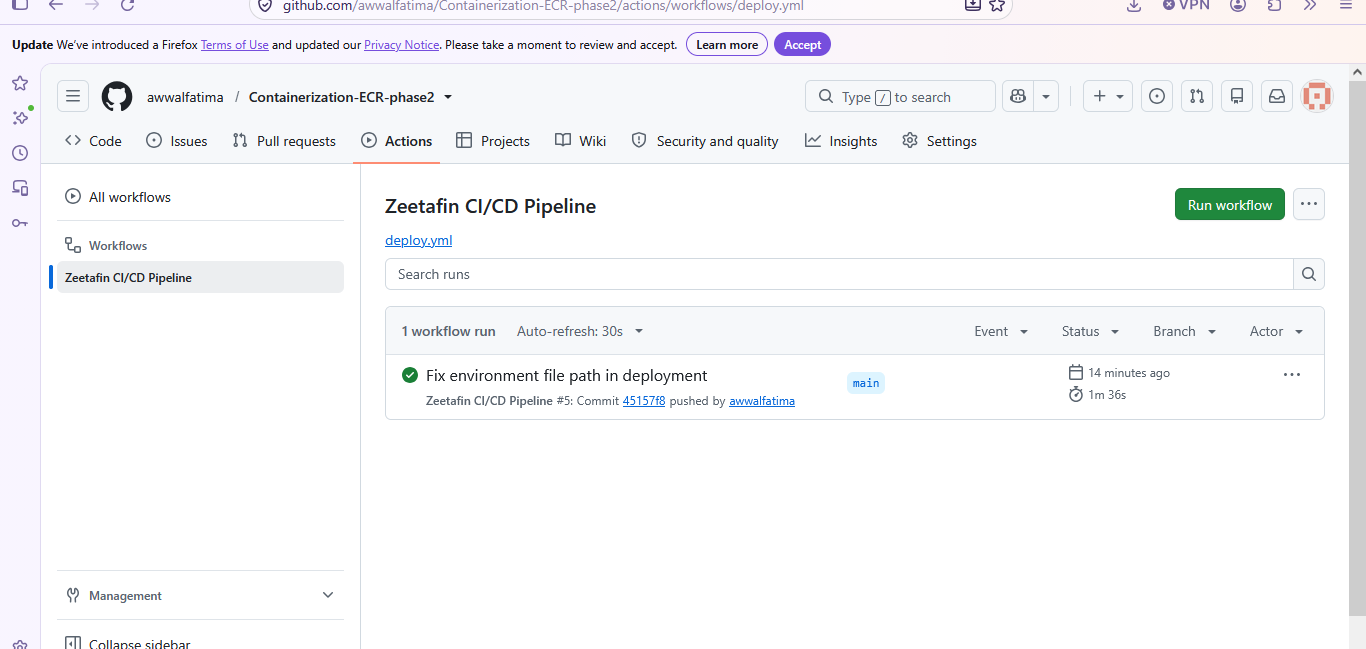 github.com/awwalfatima/Containerization-ECR-phase2/actions/workflows/deploy.yml
VPN
Update We've introduced a Firefox Terms of Use and updated our Privacy Notice. Please take a moment to review and accept. Learn more Accept
awwalfatima / Containerization-ECR-phase2
Type / to search
Code Issues Pull requests Actions Projects Wiki Security and quality Insights Settings
All workflows
Workflows
Zeetafin CI/CD Pipeline
Management
Collapse sidebar
Zeetafin CI/CD Pipeline
Run workflow
deploy.yml
Search runs
1 workflow run Auto-refresh: 30s Event Status Branch Actor
Fix environment file path in deployment
Zeetafin CI/CD Pipeline #5: Commit 45157f8 pushed by awwalfatima
main
14 minutes ago
1m 36s